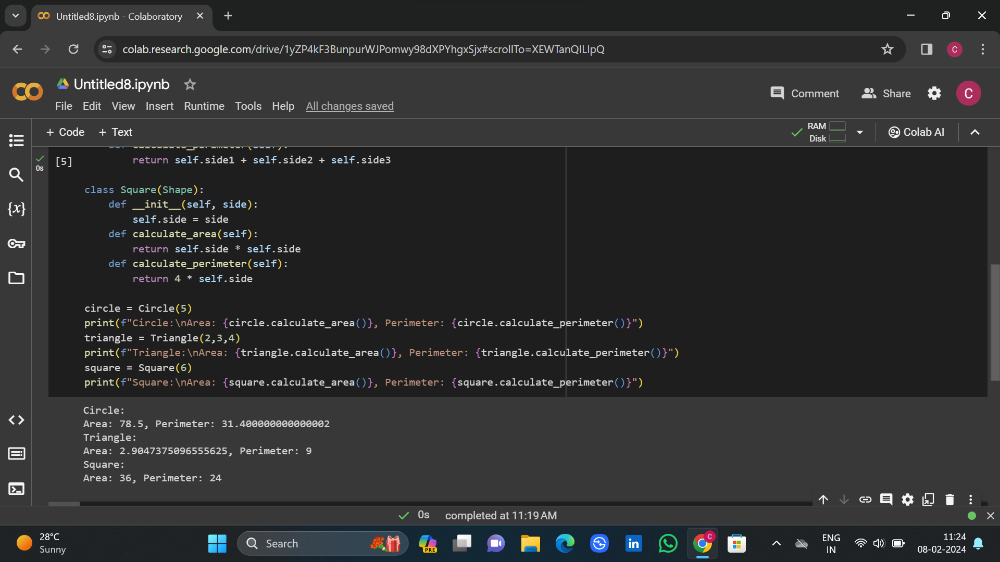 Untitled8.ipynb - Colaboratory
colab.research.google.com/drive/1yZP4kF3BunpurWJPomwy98dXPYhgxSjx#scrollTo=XEWTanQILlpQ
C
CO Untitled8.ipynb
File Edit View Insert Runtime Tools Help All changes saved
Comment Share C
+ Code + Text
RAM
Disk
Colab AI
{x}
0s
[5]
def calculate_perimeter(self):
return self.side1 + self.side2 + self.side3
class Square(Shape):
def __init__(self, side):
self.side = side
def calculate_area(self):
return self.side * self.side
def calculate_perimeter(self):
return 4 * self.side
circle = Circle(5)
print(f"Circle:\nArea: {circle.calculate_area()}, Perimeter: {circle.calculate_perimeter()}")
triangle = Triangle(2,3,4)
print(f"Triangle:\nArea: {triangle.calculate_area()}, Perimeter: {triangle.calculate_perimeter()}")
square = Square(6)
print(f"Square:\nArea: {square.calculate_area()}, Perimeter: {square.calculate_perimeter()}")
Circle:
Area: 78.5, Perimeter: 31.400000000000002
Triangle:
Area: 2.9047375096555625, Perimeter: 9
Square:
Area: 36, Perimeter: 24
0s completed at 11:19 AM
28°C
Sunny
Search
PRE
in
C
ENG
IN
11:24
08-02-2024